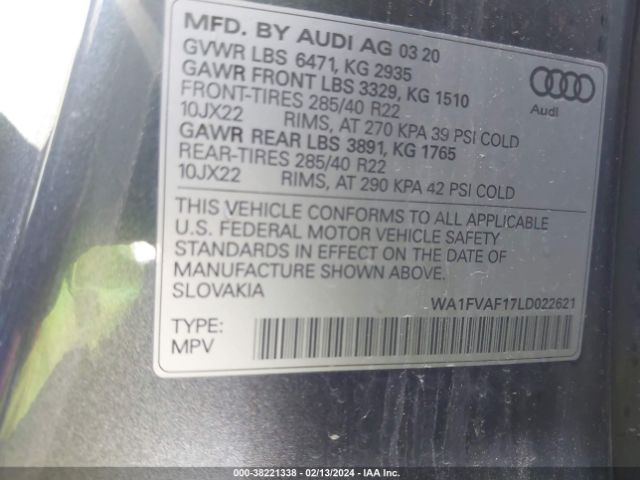 MFD. BY AUDI AG 03 20
GVWR LBS 6471, KG 2935
GAWR FRONT LBS 3329, KG 1510
FRONT-TIRES 285/40 R22
10JX22 RIMS, AT 270 KPA 39 PSI COLD
GAWR REAR LBS 3891, KG 1765
REAR-TIRES 285/40 R22
10JX22 RIMS, AT 290 KPA 42 PSI COLD
Audi
THIS VEHICLE CONFORMS TO ALL APPLICABLE
U.S. FEDERAL MOTOR VEHICLE SAFETY
STANDARDS IN EFFECT ON THE DATE OF
MANUFACTURE SHOWN ABOVE.
SLOVAKIA
WA1FVAF17LD022621
TYPE:
MPV
000-38221338 - 02/13/2024 - IAA Inc.